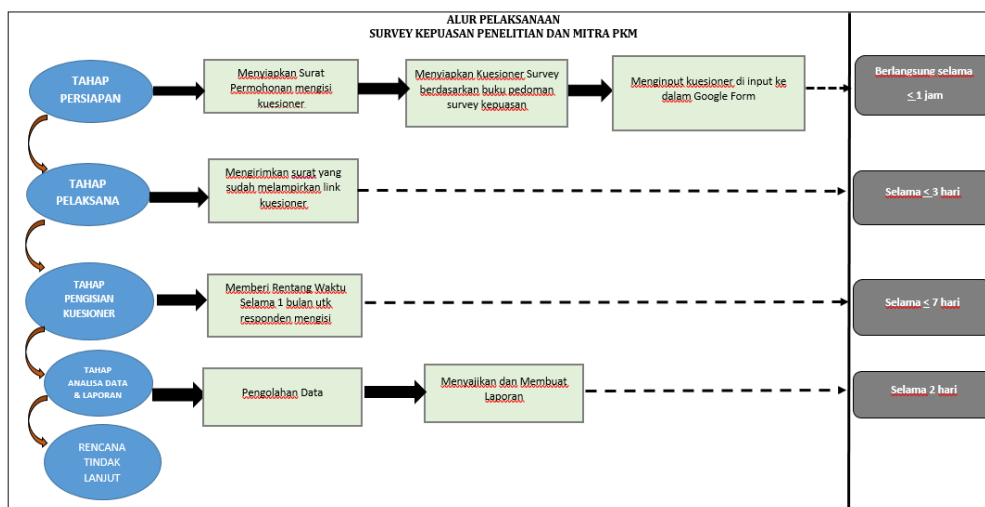 ALUR PELAKSANAAN
SURVEY KEPUASAN PENELITIAN DAN MITRA PKM
TAHAP
PERSIAPAN
Menyiapkan Surat
Permohonan mengisi
kuesioner
Menyiapkan Kuesioner Survey
berdasarkan buku pedoman
survey kepuasan
Menginput kuesioner di input ke
dalam Google Form
Berlangsung selama
≤ 1 jam
TAHAP
PELAKSANA
Mengirimkan surat yang
sudah melampirkan link
kuesioner
Selama ≤ 3 hari
TAHAP
PENGISIAN
KUESIONER
Memberi Rentang Waktu
Selama 1 bulan utk
responden mengisi
Selama ≤ 7 hari
TAHAP
ANALISA DATA
& LAPORAN
Pengolahan Data
Menyajikan dan Membuat
Laporan
Selama 2 hari
RENCANA
TINDAK
LANJUT